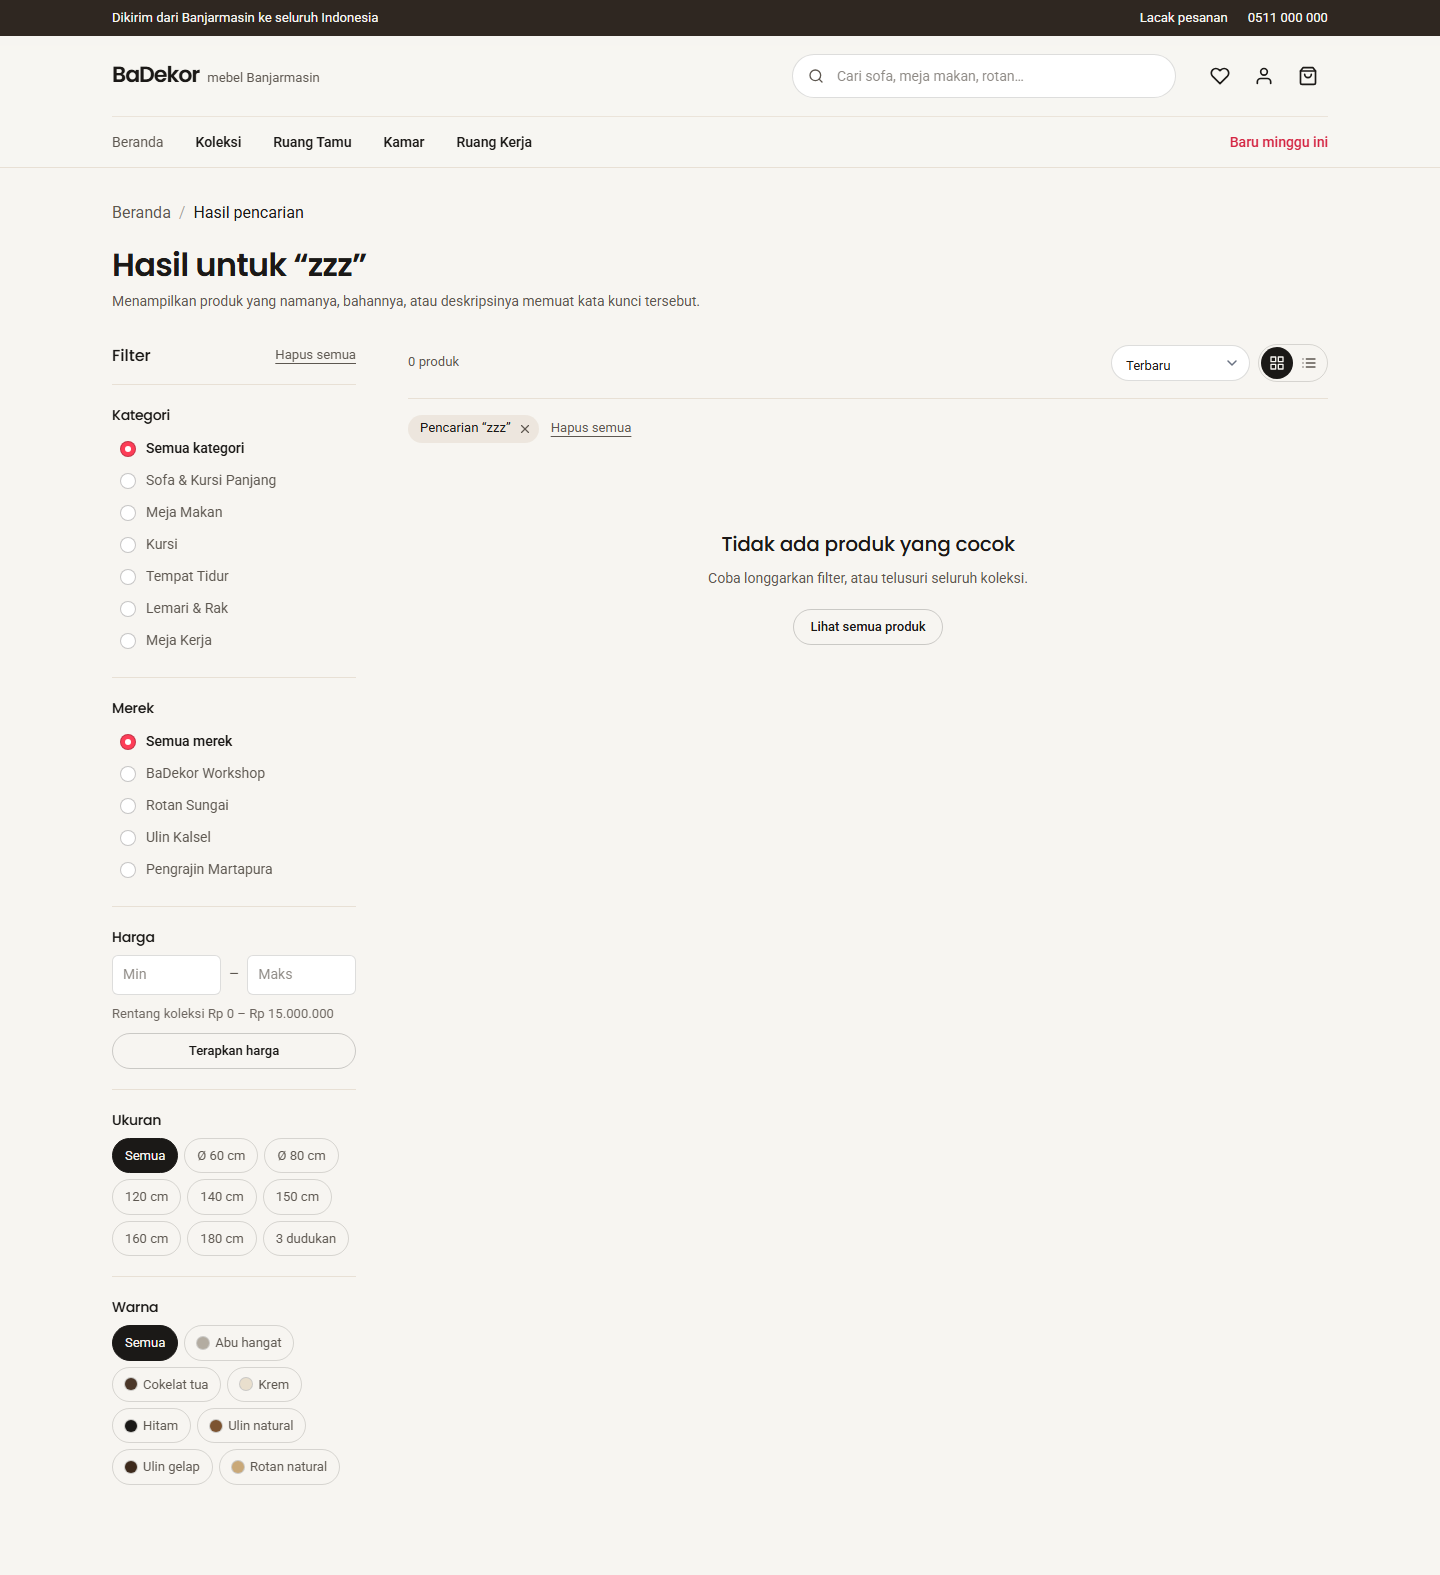 Dikirim dari Banjarmasin ke seluruh Indonesia
Lacak pesanan 0511 000 000
BaDekor mebel Banjarmasin
Cari sofa, meja makan, rotan...
Beranda Koleksi Ruang Tamu Kamar Ruang Kerja
Baru minggu ini
Beranda / Hasil pencarian
Hasil untuk “zzz”
Menampilkan produk yang namanya, bahannya, atau deskripsinya memuat kata kunci tersebut.
Filter
Hapus semua
Kategori
Semua kategori
Sofa & Kursi Panjang
Meja Makan
Kursi
Tempat Tidur
Lemari & Rak
Meja Kerja
Merek
Semua merek
BaDekor Workshop
Rotan Sungai
Ulin Kalsel
Pengrajin Martapura
Harga
Min – Maks
Rentang koleksi Rp 0 – Rp 15.000.000
Terapkan harga
Ukuran
Semua Ø 60 cm Ø 80 cm
120 cm 140 cm 150 cm
160 cm 180 cm 3 dudukan
Warna
Semua Abu hangat
Cokelat tua Krem
Hitam Ulin natural
Ulin gelap Rotan natural
0 produk
Terbaru
Pencarian “zzz” Hapus semua
Tidak ada produk yang cocok
Coba longgarkan filter, atau telusuri seluruh koleksi.
Lihat semua produk